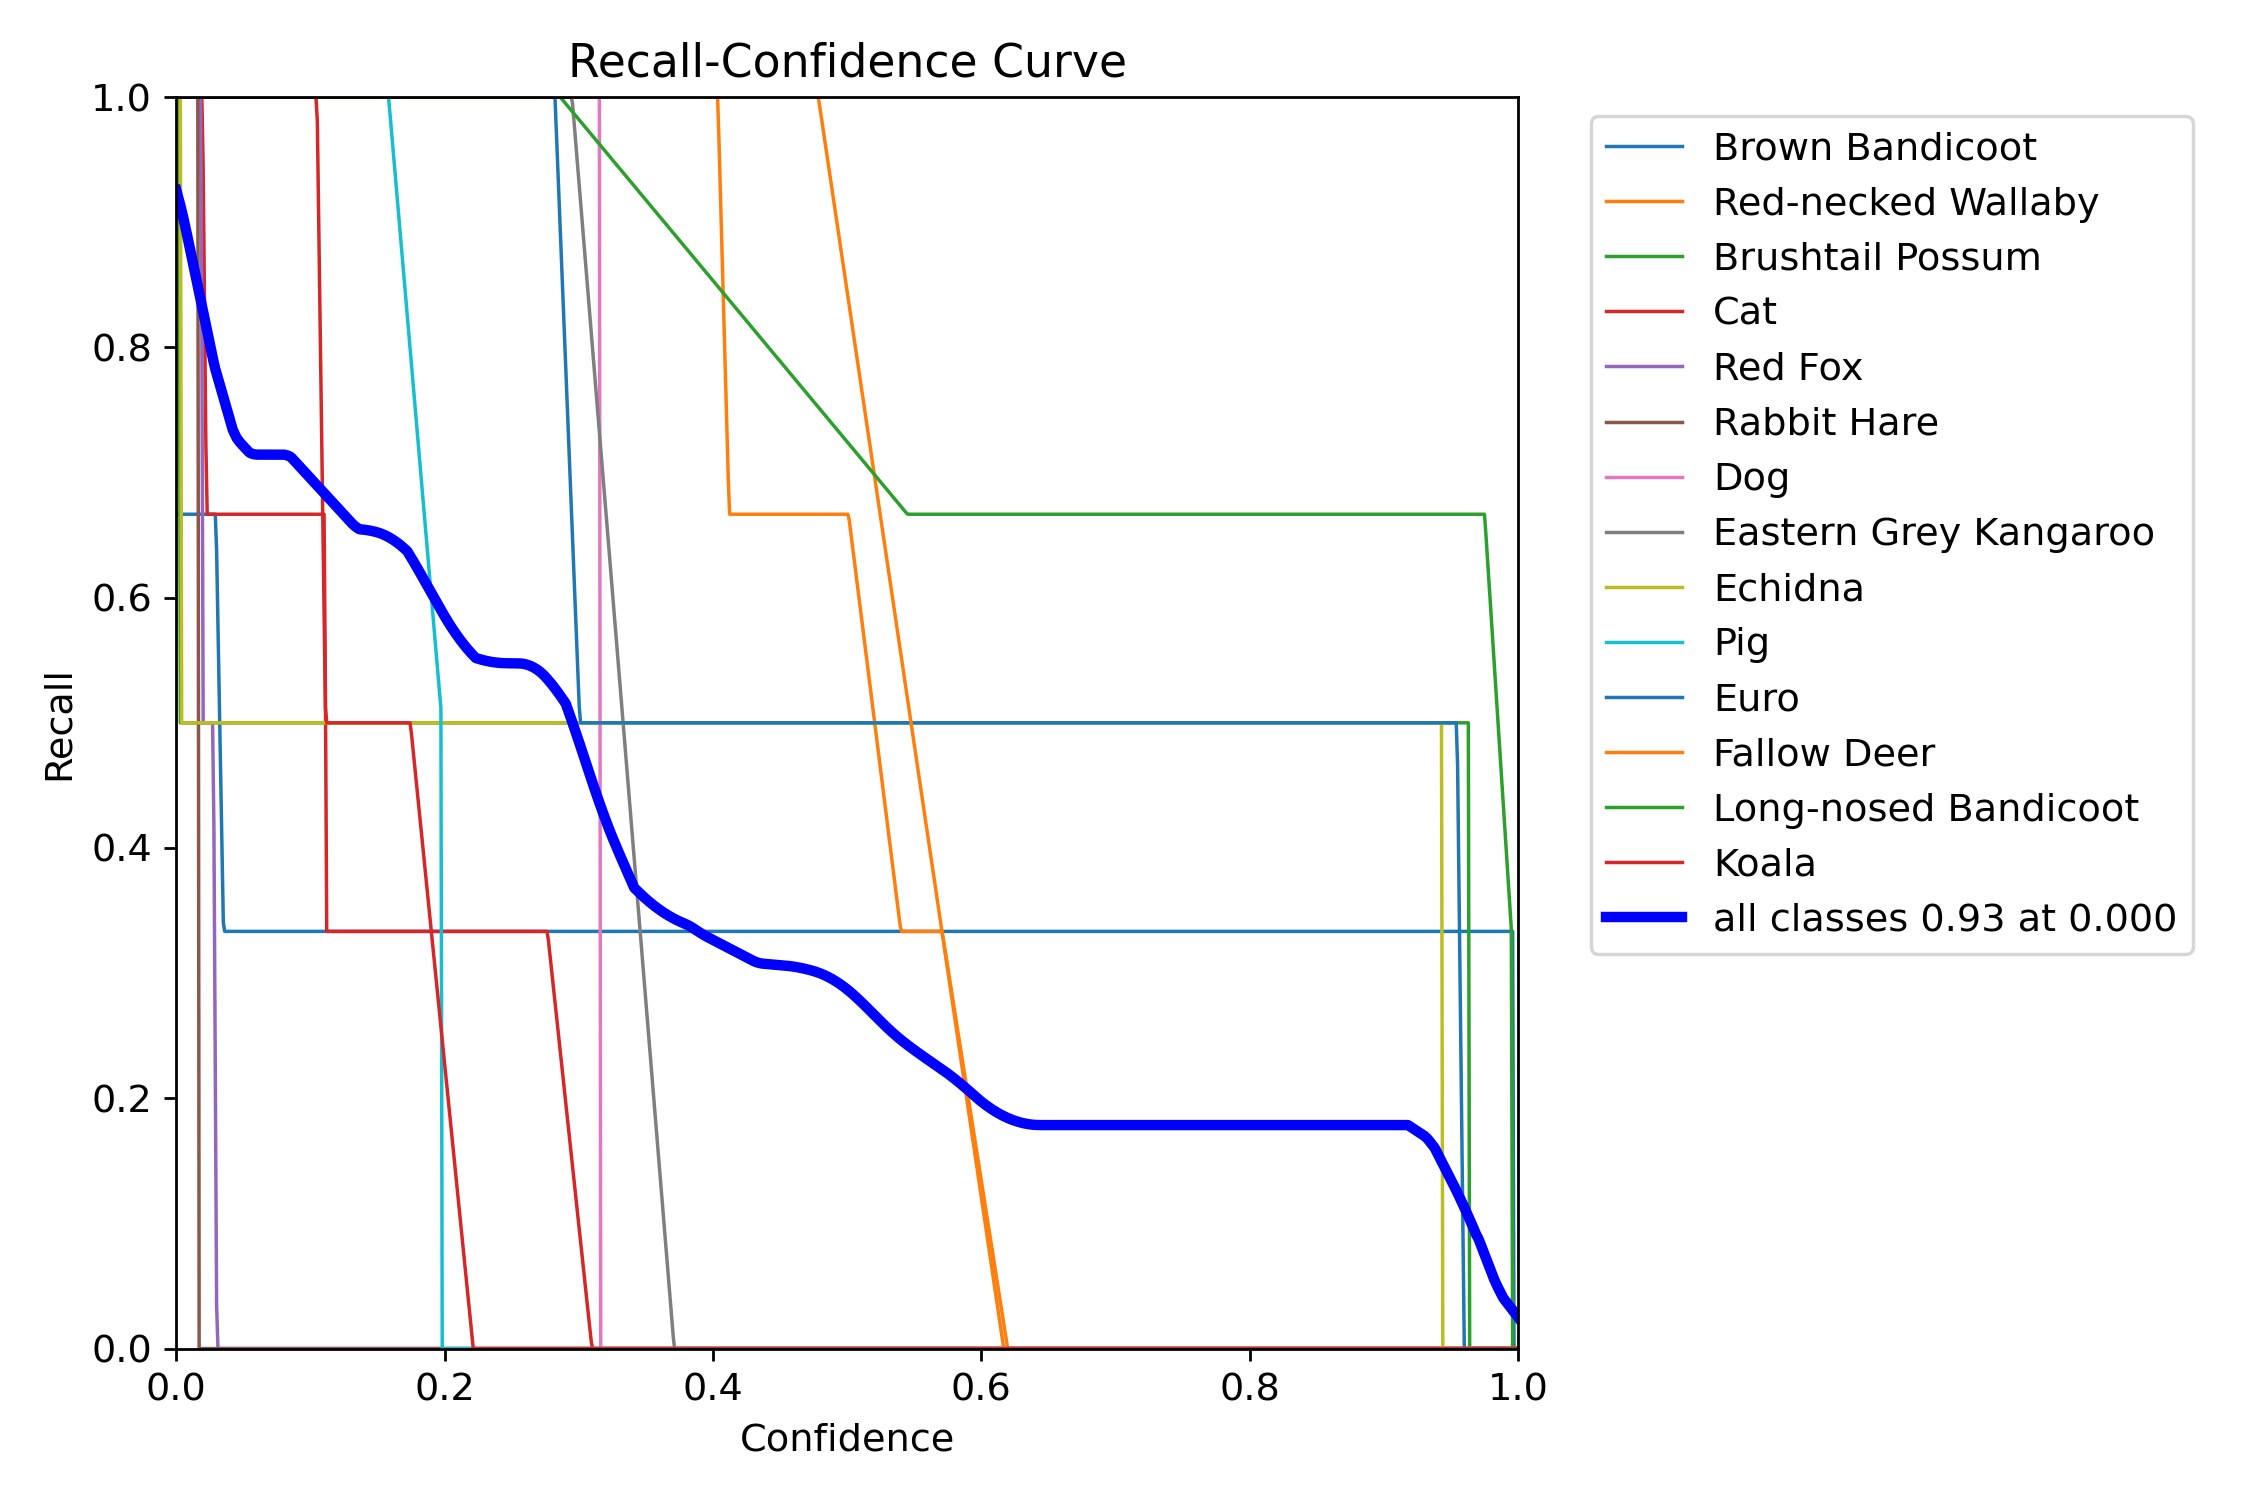 Recall-Confidence Curve
1.0
0.8
0.6
0.4
0.2
0.0
Recall
0.0 0.2 0.4 0.6 0.8 1.0
Confidence
Brown Bandicoot
Red-necked Wallaby
Brushtail Possum
Cat
Red Fox
Rabbit Hare
Dog
Eastern Grey Kangaroo
Echidna
Pig
Euro
Fallow Deer
Long-nosed Bandicoot
Koala
all classes 0.93 at 0.000